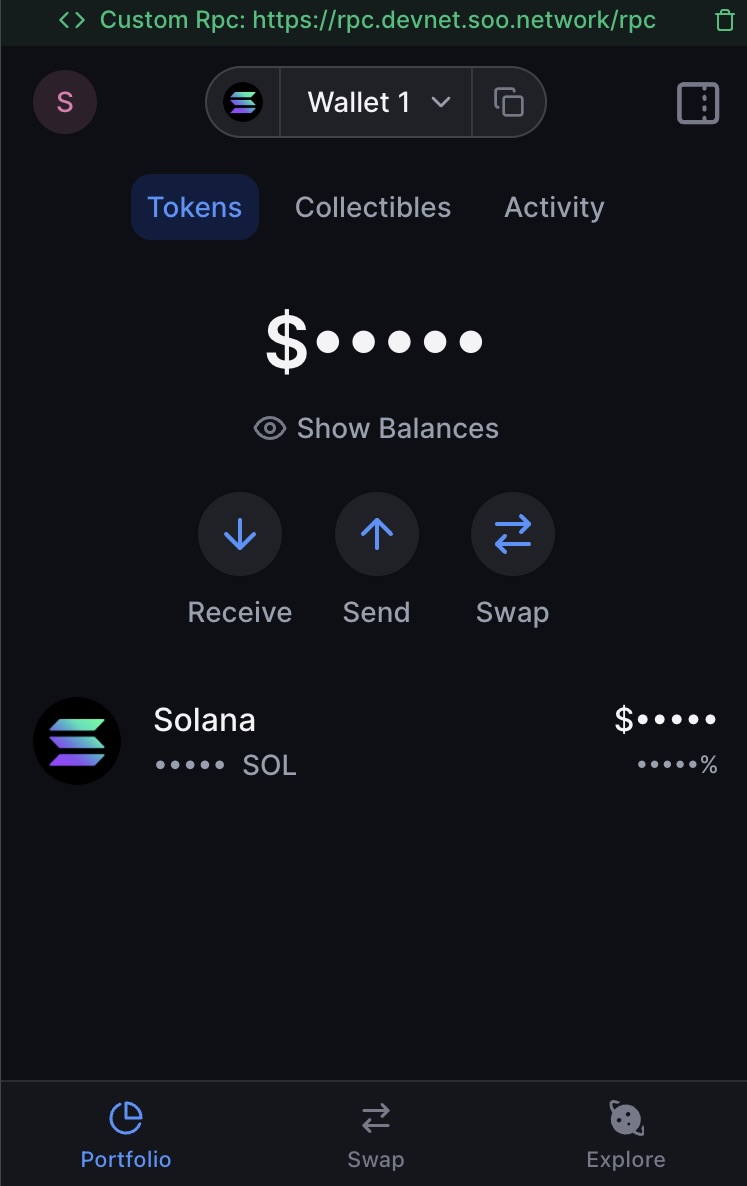 Custom Rpc: https://rpc.devnet.soo.network/rpc
S
Wallet 1
Tokens Collectibles Activity
$•••••
Show Balances
Receive Send Swap
Solana $•••••
••••• SOL •••••%
Portfolio Swap Explore